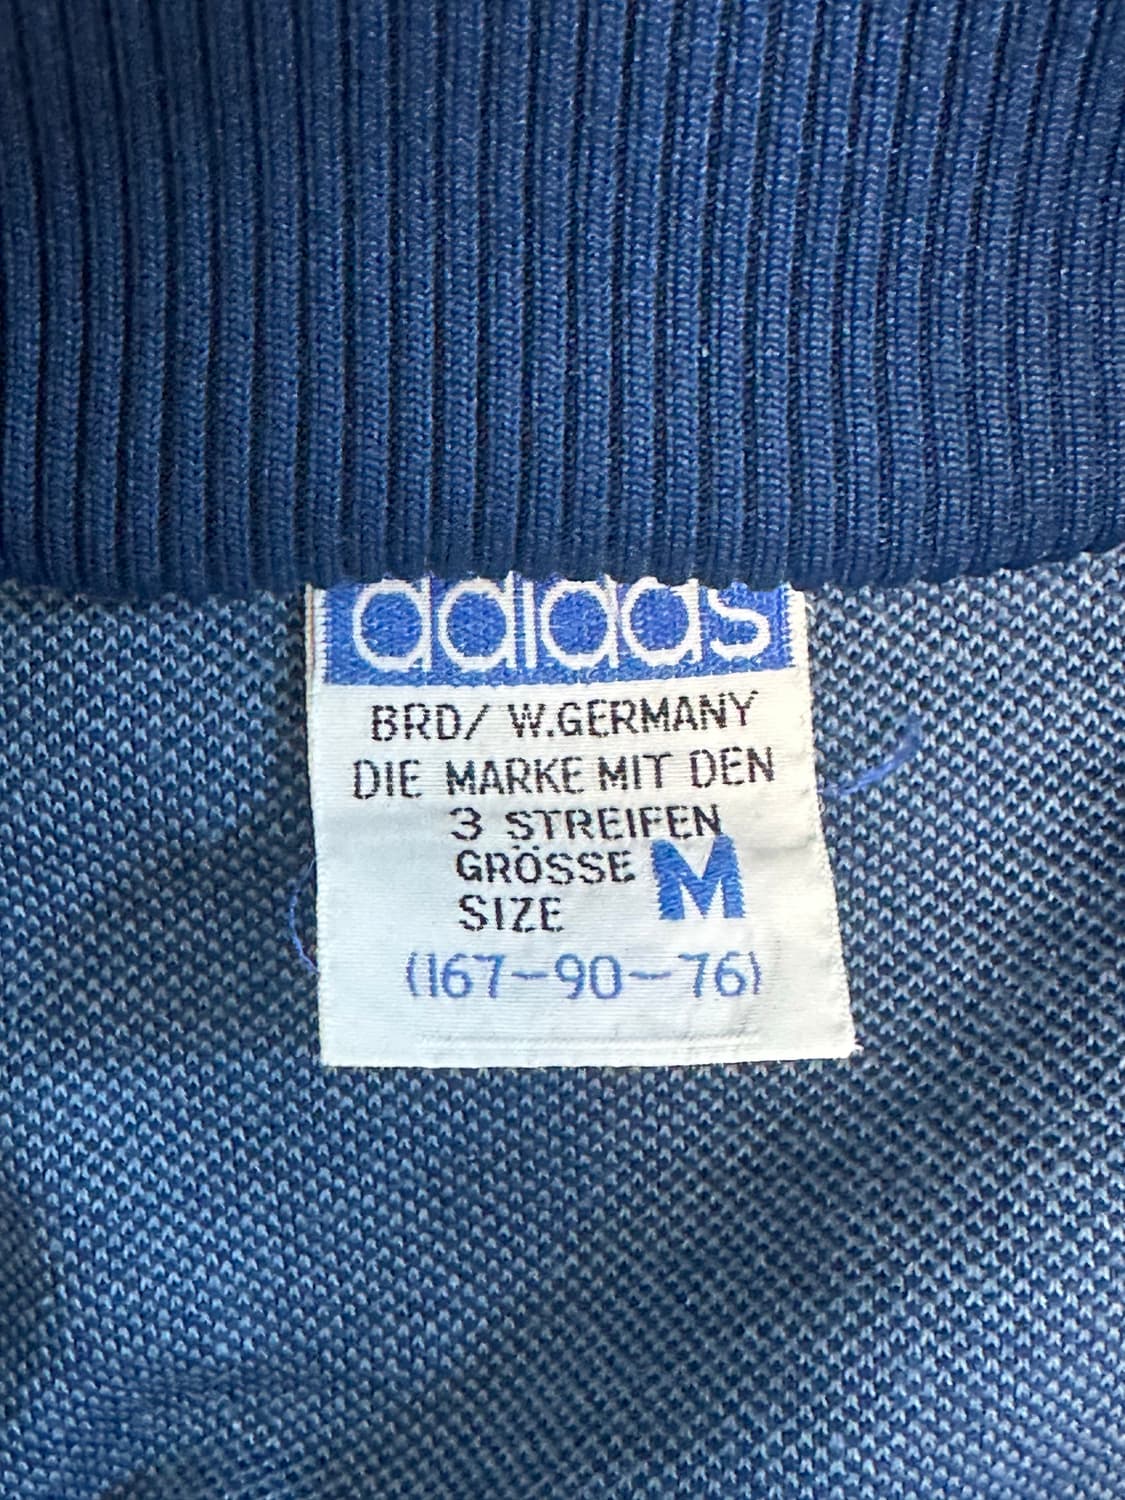 adidas
BRD/ W.GERMANY
DIE MARKE MIT DEN
3 STREIFEN
GRÖSSE M
SIZE
(167-90-76)